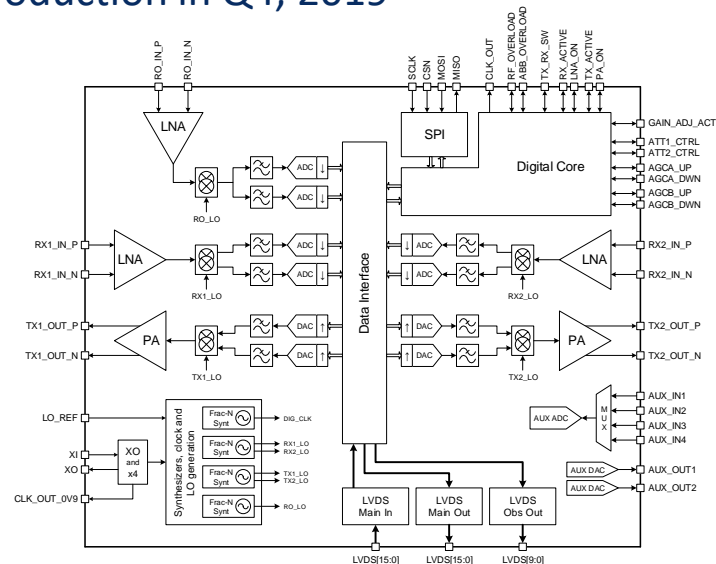 oduction in Q4, 2019
RO_IN_P
RO_IN_N
SCLK
CSN
MOSI
MISO
CLK_OUT
RF_OVERLOAD
ABB_OVERLOAD
TX_RX_SW
RX_ACTIVE
LNA_ON
TX_ACTIVE
PA_ON
LNA
SPI
Digital Core
GAIN_ADJ_ACT
ATT1_CTRL
ATT2_CTRL
AGCA_UP
AGCA_DWN
AGCB_UP
AGCB_DWN
ADC
ADC
RO_LO
Data Interface
RX1_IN_P
RX1_IN_N
LNA
RX1_LO
ADC
ADC
ADC
ADC
RX2_LO
LNA
RX2_IN_P
RX2_IN_N
TX1_OUT_P
TX1_OUT_N
PA
TX1_LO
DAC
DAC
DAC
DAC
TX2_LO
PA
TX2_OUT_P
TX2_OUT_N
LO_REF
XI
XO
CLK_OUT_0V9
XO
and
x4
Synthesizers, clock and
LO generation
Frac-N
Synt
DIG_CLK
Frac-N
Synt
RX1_LO
RX2_LO
Frac-N
Synt
TX1_LO
TX2_LO
Frac-N
Synt
RO_LO
AUX ADC
MUX
AUX_IN1
AUX_IN2
AUX_IN3
AUX_IN4
AUX DAC
AUX_OUT1
AUX DAC
AUX_OUT2
LVDS
Main In
LVDS
Main Out
LVDS
Obs Out
LVDS[15:0]
LVDS[15:0]
LVDS[9:0]